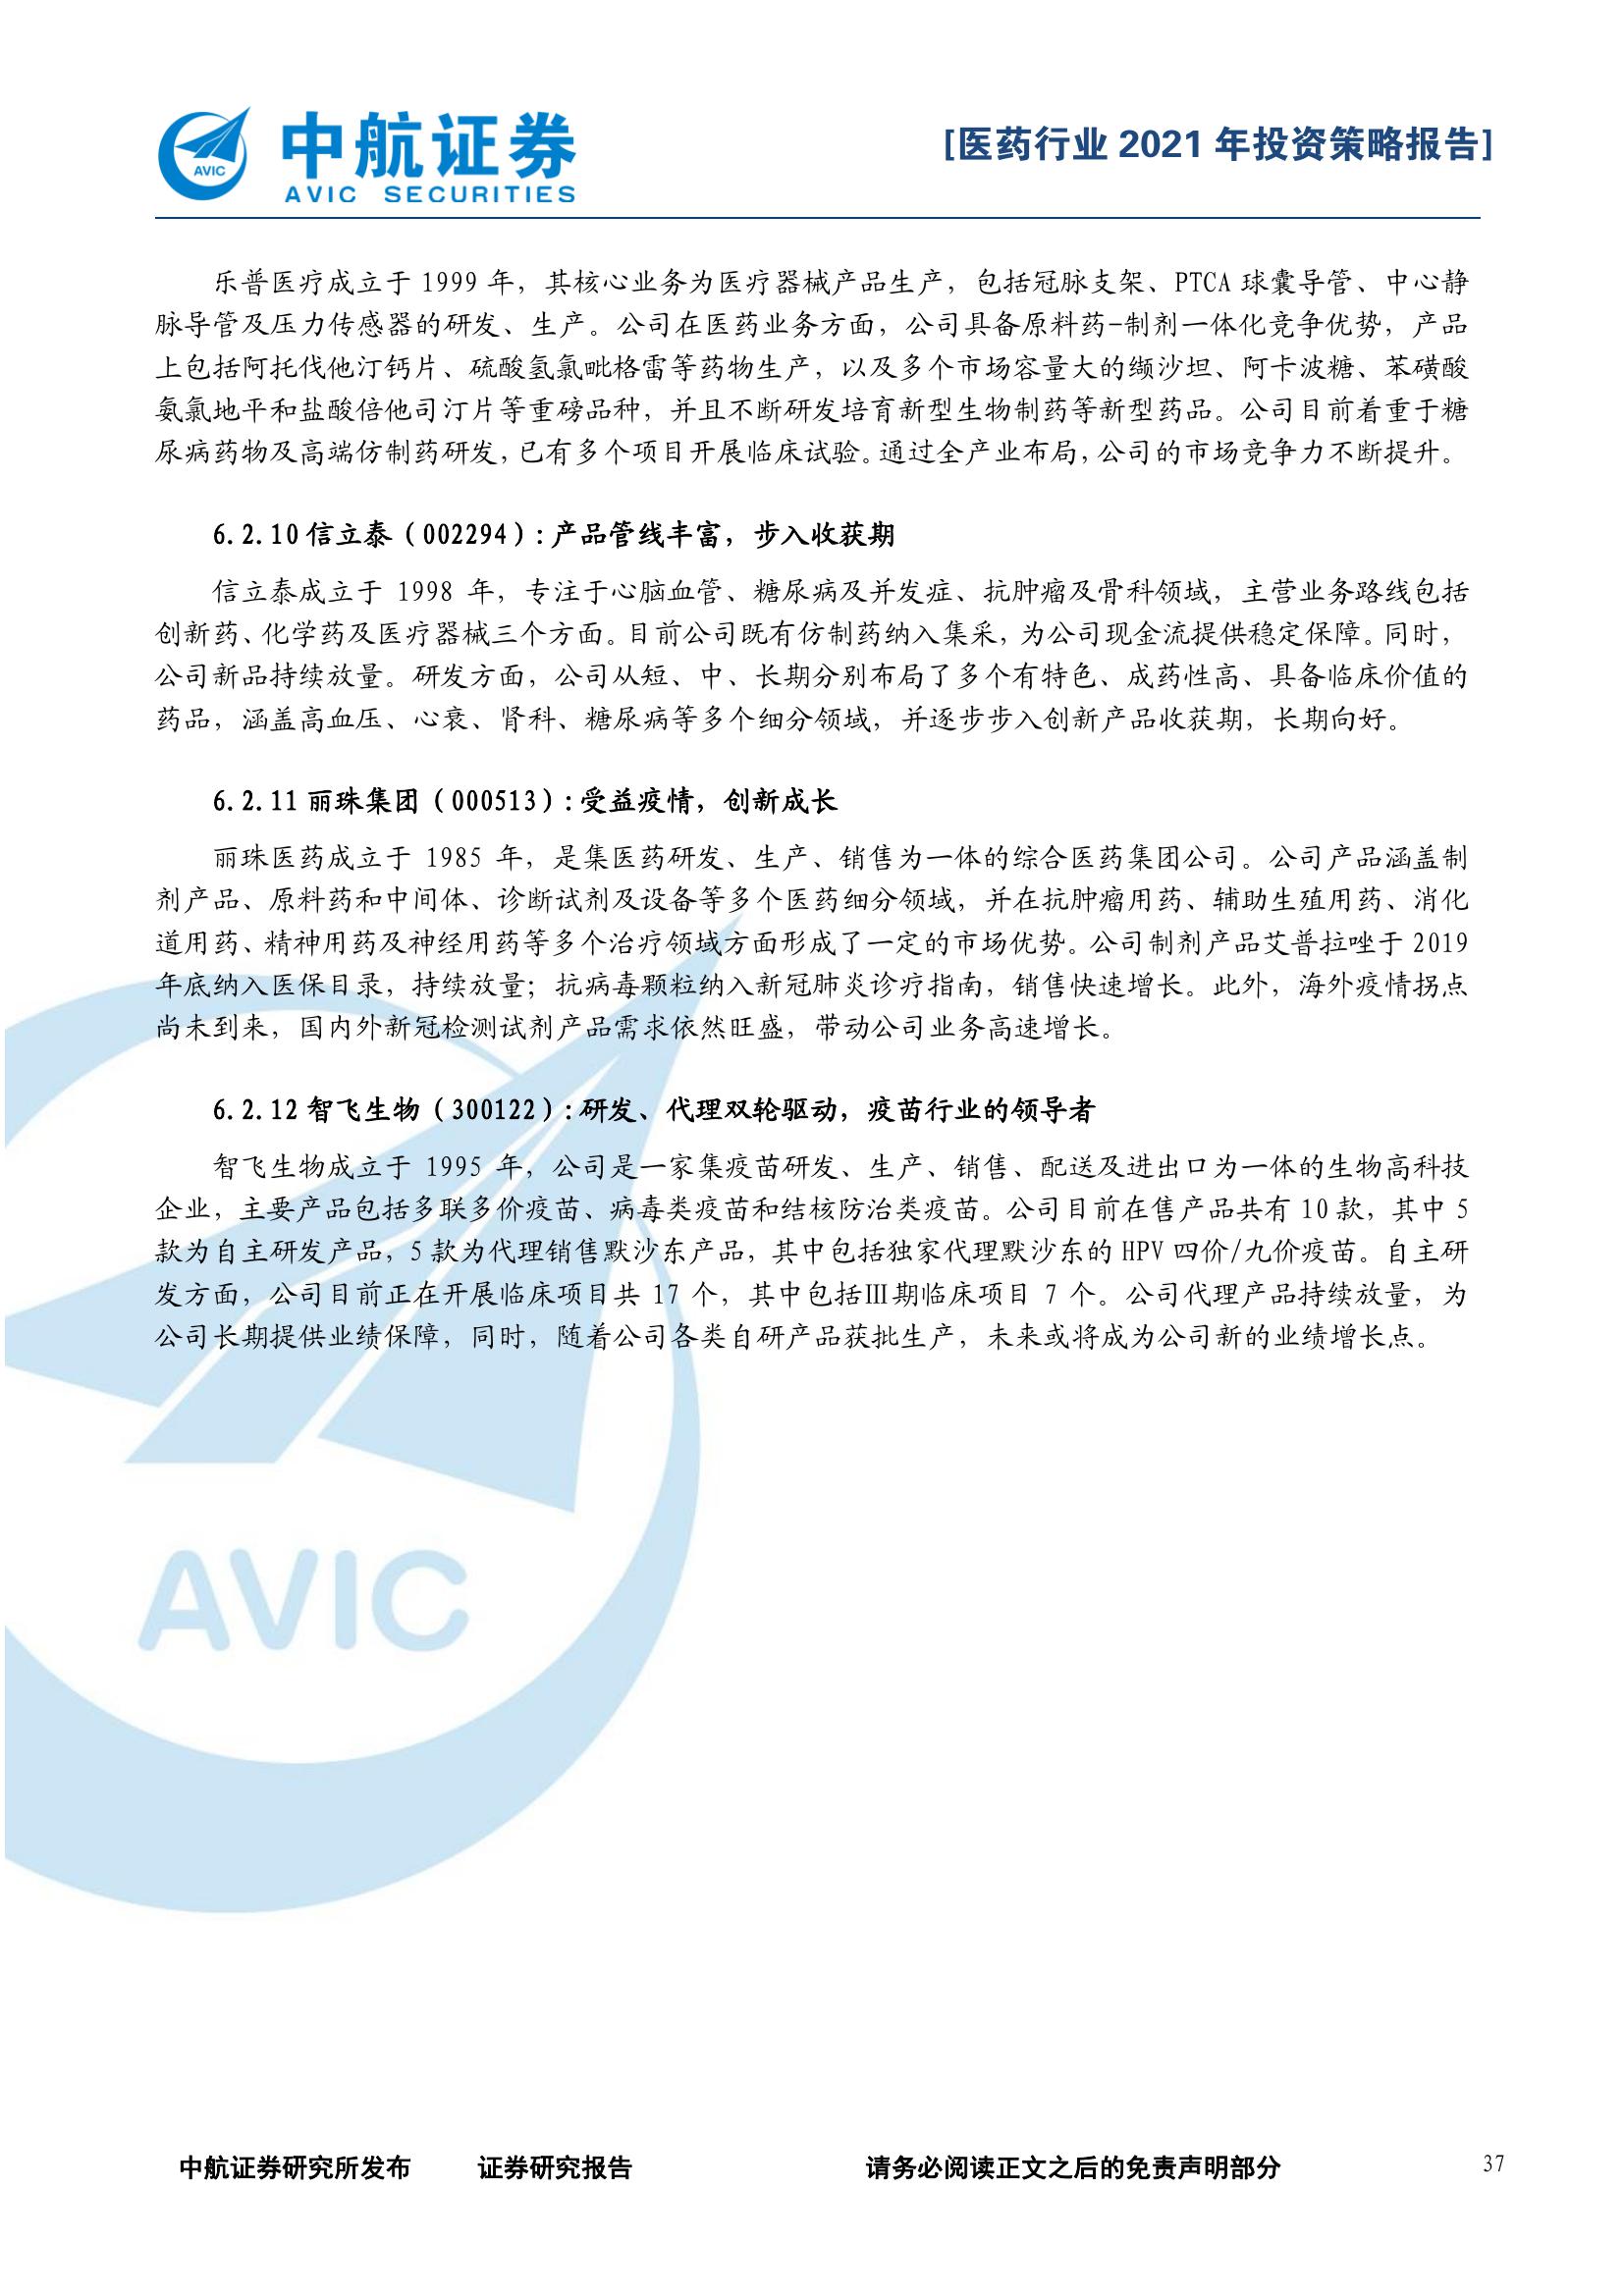 中航证券
AVIC SECURITIES
AVIC
[医药行业 2021 年投资策略报告]
乐普医疗成立于 1999 年，其核心业务为医疗器械产品生产，包括冠脉支架、PTCA 球囊导管、中心静
脉导管及压力传感器的研发、生产。公司在医药业务方面，公司具备原料药-制剂一体化竞争优势，产品
上包括阿托伐他汀钙片、硫酸氢氯吡格雷等药物生产，以及多个市场容量大的缬沙坦、阿卡波糖、苯磺酸
氨氯地平和盐酸倍他司汀片等重磅品种，并且不断研发培育新型生物制药等新型药品。公司目前着重于糖
尿病药物及高端仿制药研发，已有多个项目开展临床试验。通过全产业布局，公司的市场竞争力不断提升。
6.2.10 信立泰（002294）：产品管线丰富，步入收获期
信立泰成立于 1998 年，专注于心脑血管、糖尿病及并发症、抗肿瘤及骨科领域，主营业务路线包括
创新药、化学药及医疗器械三个方面。目前公司既有仿制药纳入集采，为公司现金流提供稳定保障。同时，
公司新品持续放量。研发方面，公司从短、中、长期分别布局了多个有特色、成药性高、具备临床价值的
药品，涵盖高血压、心衰、肾科、糖尿病等多个细分领域，并逐步步入创新产品收获期，长期向好。
6.2.11 丽珠集团（000513）：受益疫情，创新成长
丽珠医药成立于 1985 年，是集医药研发、生产、销售为一体的综合医药集团公司。公司产品涵盖制
剂产品、原料药和中间体、诊断试剂及设备等多个医药细分领域，并在抗肿瘤用药、辅助生殖用药、消化
道用药、精神用药及神经用药等多个治疗领域方面形成了一定的市场优势。公司制剂产品艾普拉唑于 2019
年底纳入医保目录，持续放量；抗病毒颗粒纳入新冠肺炎诊疗指南，销售快速增长。此外，海外疫情拐点
尚未到来，国内外新冠检测试剂产品需求依然旺盛，带动公司业务高速增长。
6.2.12 智飞生物（300122）：研发、代理双轮驱动，疫苗行业的领导者
智飞生物成立于 1995 年，公司是一家集疫苗研发、生产、销售、配送及进出口为一体的生物高科技
企业，主要产品包括多联多价疫苗、病毒类疫苗和结核防治类疫苗。公司目前在售产品共有 10 款，其中 5
款为自主研发产品，5 款为代理销售默沙东产品，其中包括独家代理默沙东的 HPV 四价/九价疫苗。自主研
发方面，公司目前正在开展临床项目共 17 个，其中包括Ⅲ期临床项目 7 个。公司代理产品持续放量，为
公司长期提供业绩保障，同时，随着公司各类自研产品获批生产，未来或将成为公司新的业绩增长点。
AVIC
中航证券研究所发布 证券研究报告 请务必阅读正文之后的免责声明部分 37